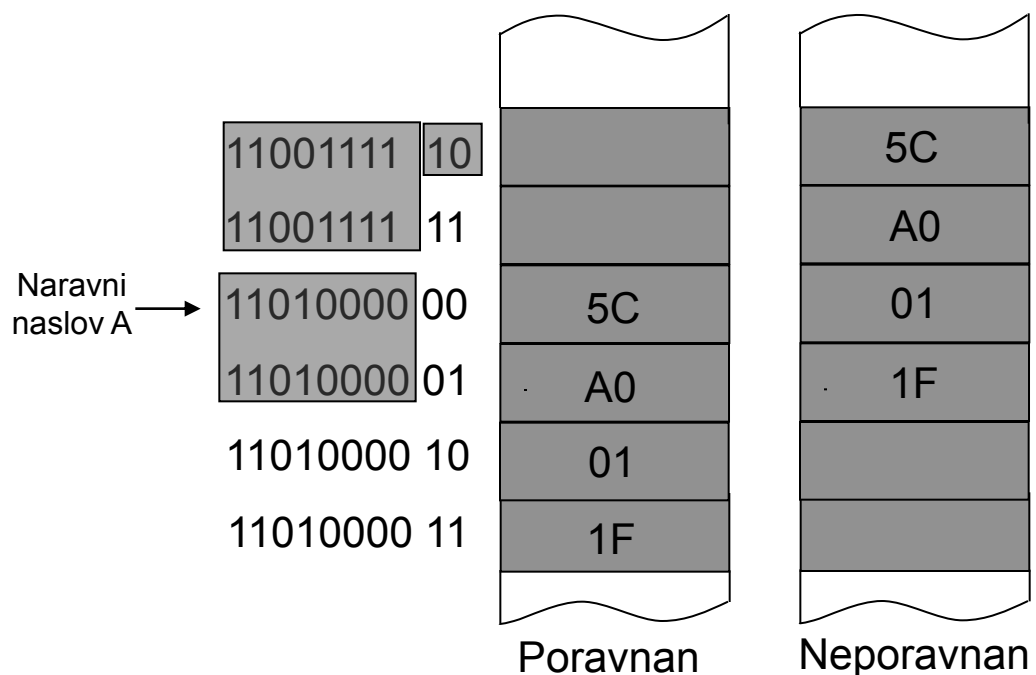 11001111 10 5C
11001111 11 A0
Naravni
naslov A
11010000 00 5C 01
11010000 01 A0 1F
11010000 10 01
11010000 11 1F
Poravnan Neporavnan